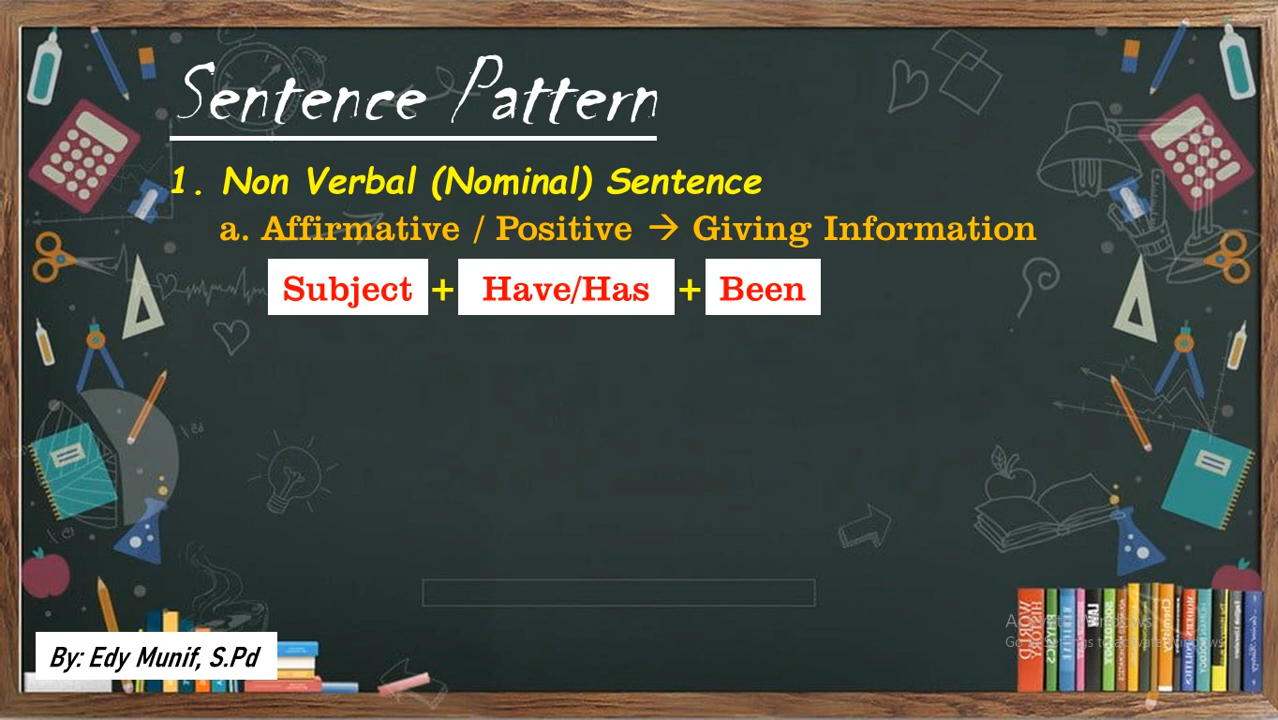 Sentence Pattern
1. Non Verbal (Nominal) Sentence
a. Affirmative / Positive → Giving Information
Subject + Have/Has + Been
By: Edy Munif, S.Pd